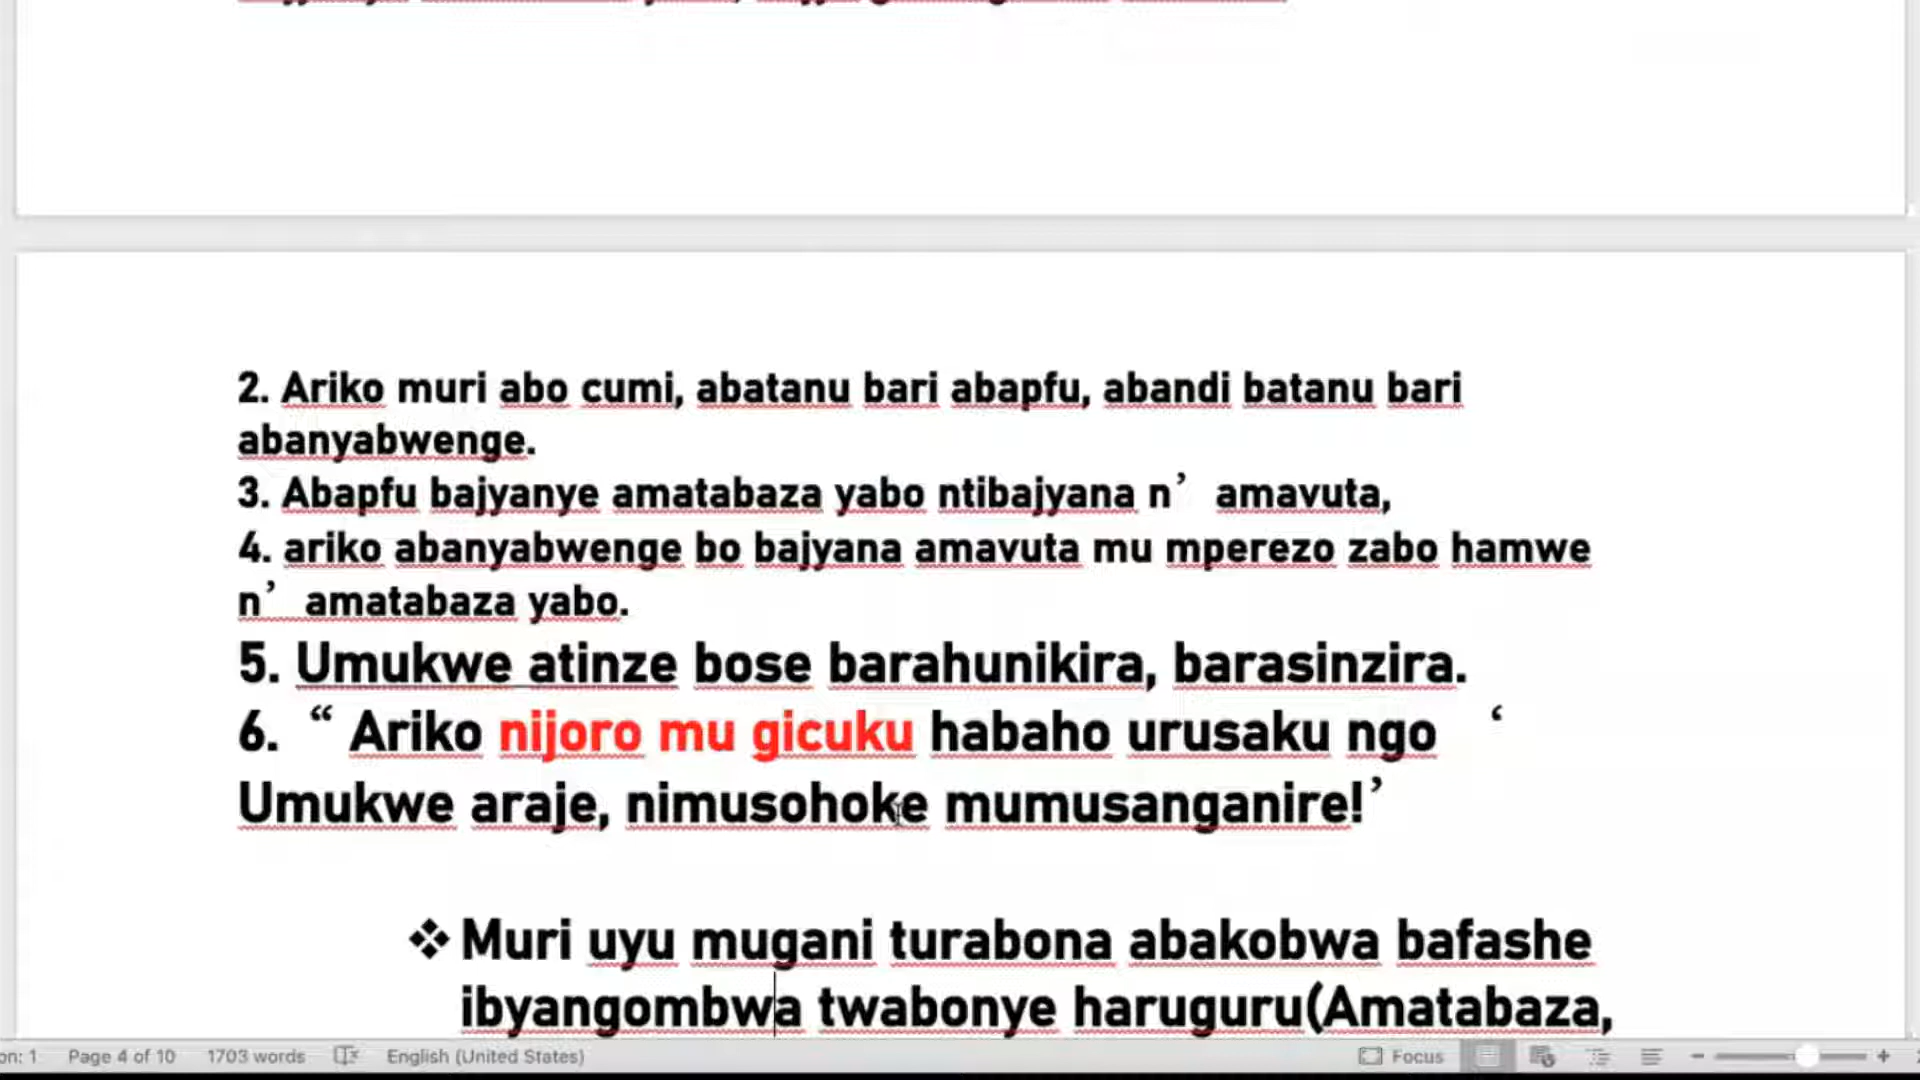 2. Ariko muri abo cumi, abatanu bari abapfu, abandi batanu bari
abanyabwenge.
3. Abapfu bajyanye amatabaza yabo ntibajyana n’ amavuta,
4. ariko abanyabwenge bo bajyana amavuta mu mperezo zabo hamwe
n’ amatabaza yabo.
5. Umukwe atinze bose barahunikira, barasinzira.
6. “ Ariko nijoro mu gicuku habaho urusaku ngo ‘
Umukwe araje, nimusohoke mumusanganire!’
❖ Muri uyu mugani turabona abakobwa bafashe
ibyangombwa twabonye haruguru(Amatabaza,
on: 1 Page 4 of 10 1703 words English (United States) Focus